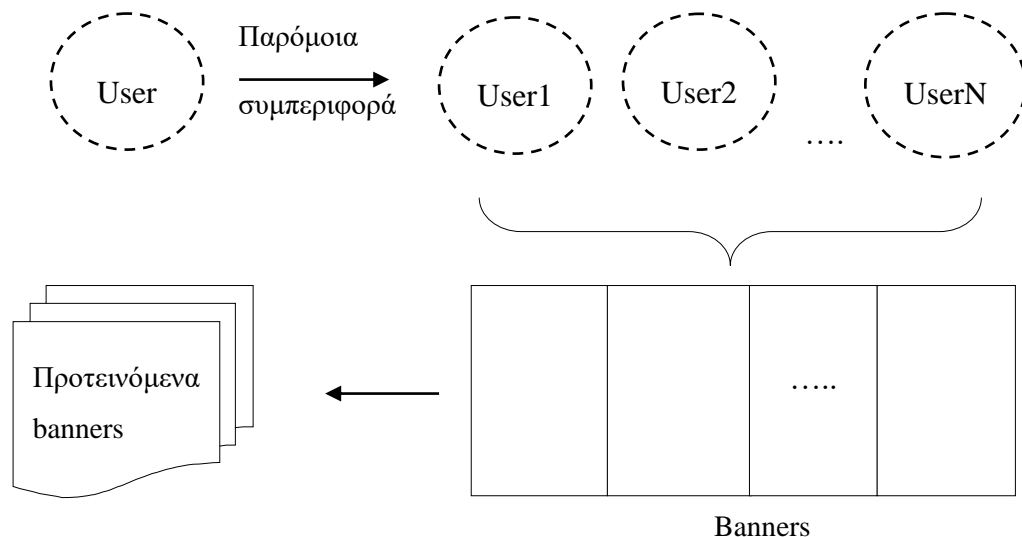 Παρόμοια
συμπεριφορά
User
User1
User2
….
UserN
Προτεινόμενα
banners
…..
Banners